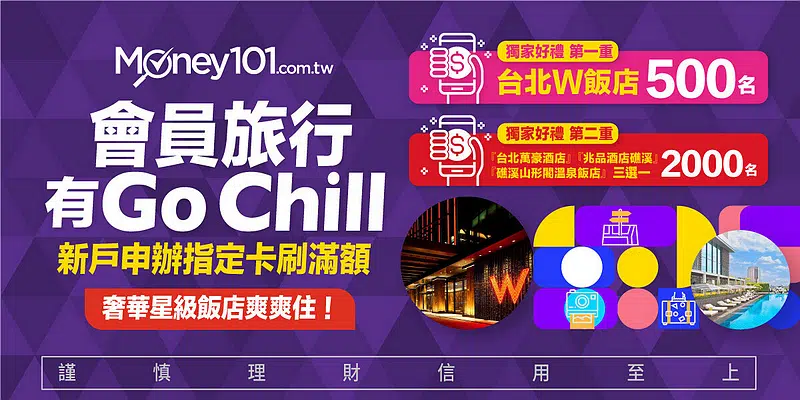 Money101.com.tw
會員旅行
有Go Chill
新戶申辦指定卡刷滿額
奢華星級飯店爽爽住！
獨家好禮 第一重
台北W飯店 500名
獨家好禮 第二重
『台北萬豪酒店』『兆品酒店礁溪』
『礁溪山形閣溫泉飯店』三選一
2000名
W
謹慎理財信用至上